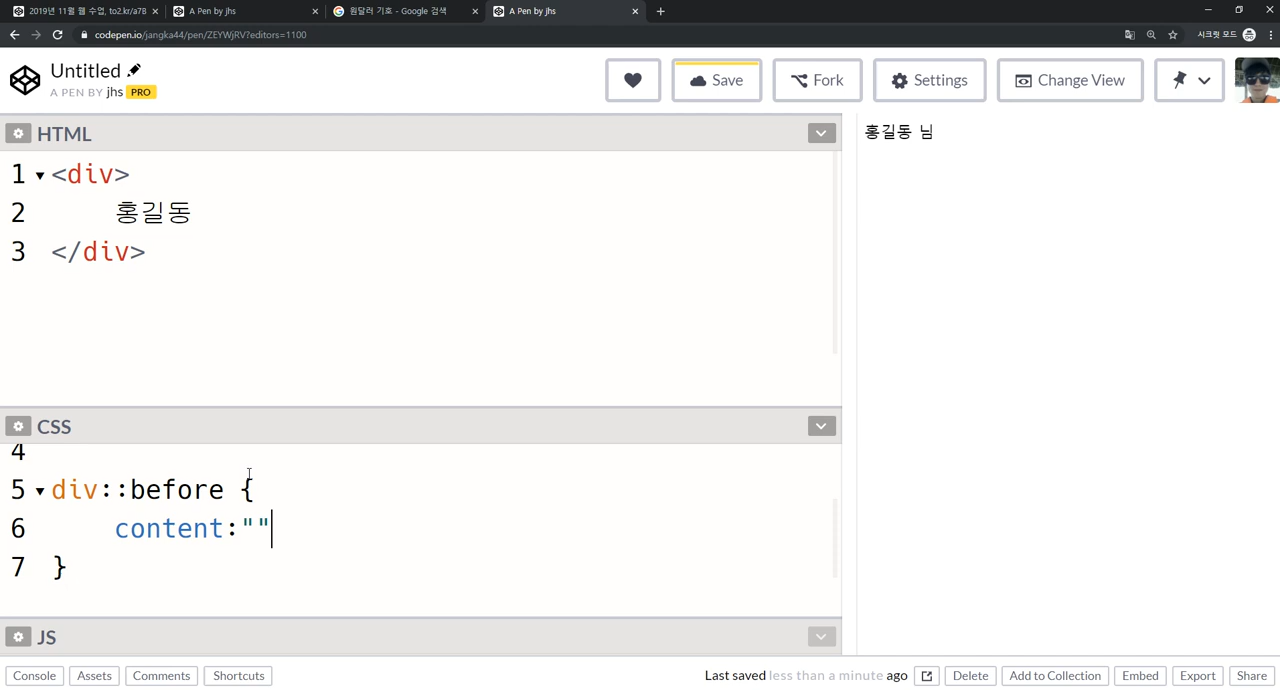 2019년 11월 웹 수업, to2.kr/a7B
A Pen by jhs
원달러 기호 - Google 검색
A Pen by jhs
codepen.io/jangka44/pen/ZEYWjRV?editors=1100
시크릿 모드
Untitled
A PEN BY jhs PRO
Save
Fork
Settings
Change View
HTML
1 <div>
2 홍길동
3 </div>
홍길동 님
CSS
4
5 div::before {
6 content:""
7 }
JS
Console
Assets
Comments
Shortcuts
Last saved less than a minute ago
Delete
Add to Collection
Embed
Export
Share